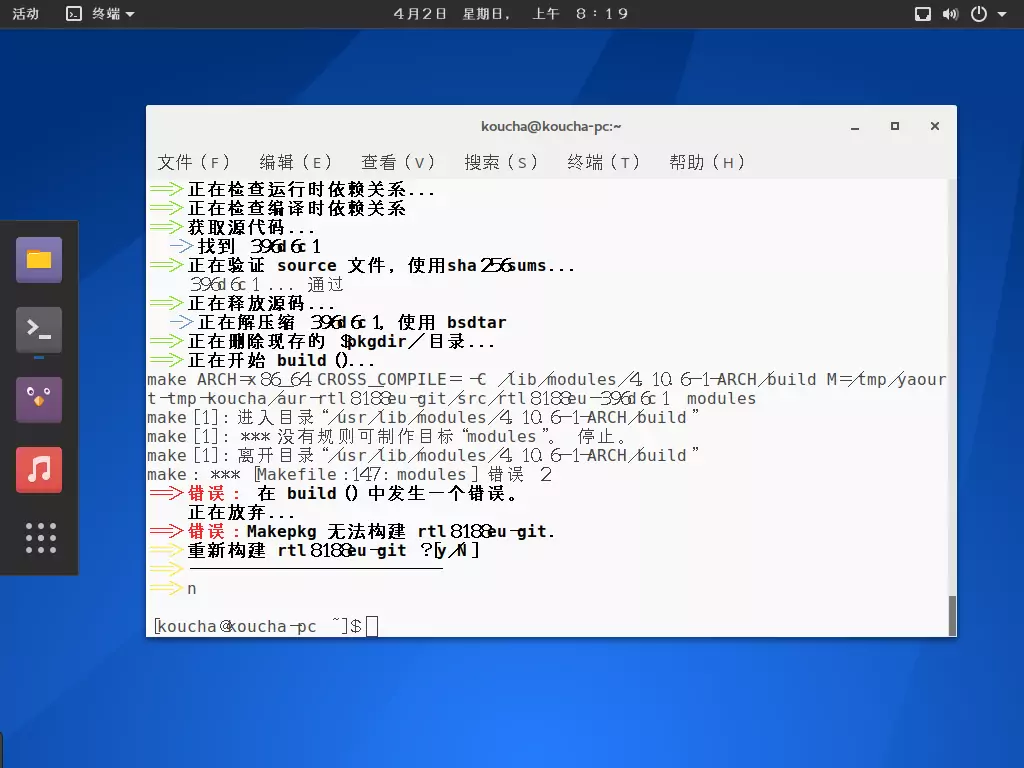 活动 终端 4月2日 星期日， 上午 8：19
koucha@koucha-pc:~
文件（F） 编辑（E） 查看（V） 搜索（S） 终端（T） 帮助（H）
==>正在检查运行时依赖关系...
==>正在检查编译时依赖关系
==>获取源代码...
->找到 396d6c1
==>正在验证 source 文件，使用sha256sums...
396d6c1 ... 通过
==>正在释放源码...
->正在解压缩 396d6c1，使用 bsdtar
==>正在删除现存的 $pkgdir/目录...
==>正在开始 build()...
make ARCH=x86_64 CROSS_COMPILE= -C /lib/modules/4.10.6-1-ARCH/build M=/tmp/yaour
t-tmp-koucha/aur-rtl8188eu-git/src/rtl8188eu-396d6c1 modules
make[1]: 进入目录“/usr/lib/modules/4.10.6-1-ARCH/build”
make[1]: *** 没有规则可制作目标“modules”。 停止。
make[1]: 离开目录“/usr/lib/modules/4.10.6-1-ARCH/build”
make: *** [Makefile:147: modules] 错误 2
==>错误： 在 build() 中发生一个错误。
正在放弃...
==>错误：Makepkg 无法构建 rtl8188eu-git.
==>重新构建 rtl8188eu-git ?[y/N]
==>----------------------------
==>n
[koucha@koucha-pc ~]$